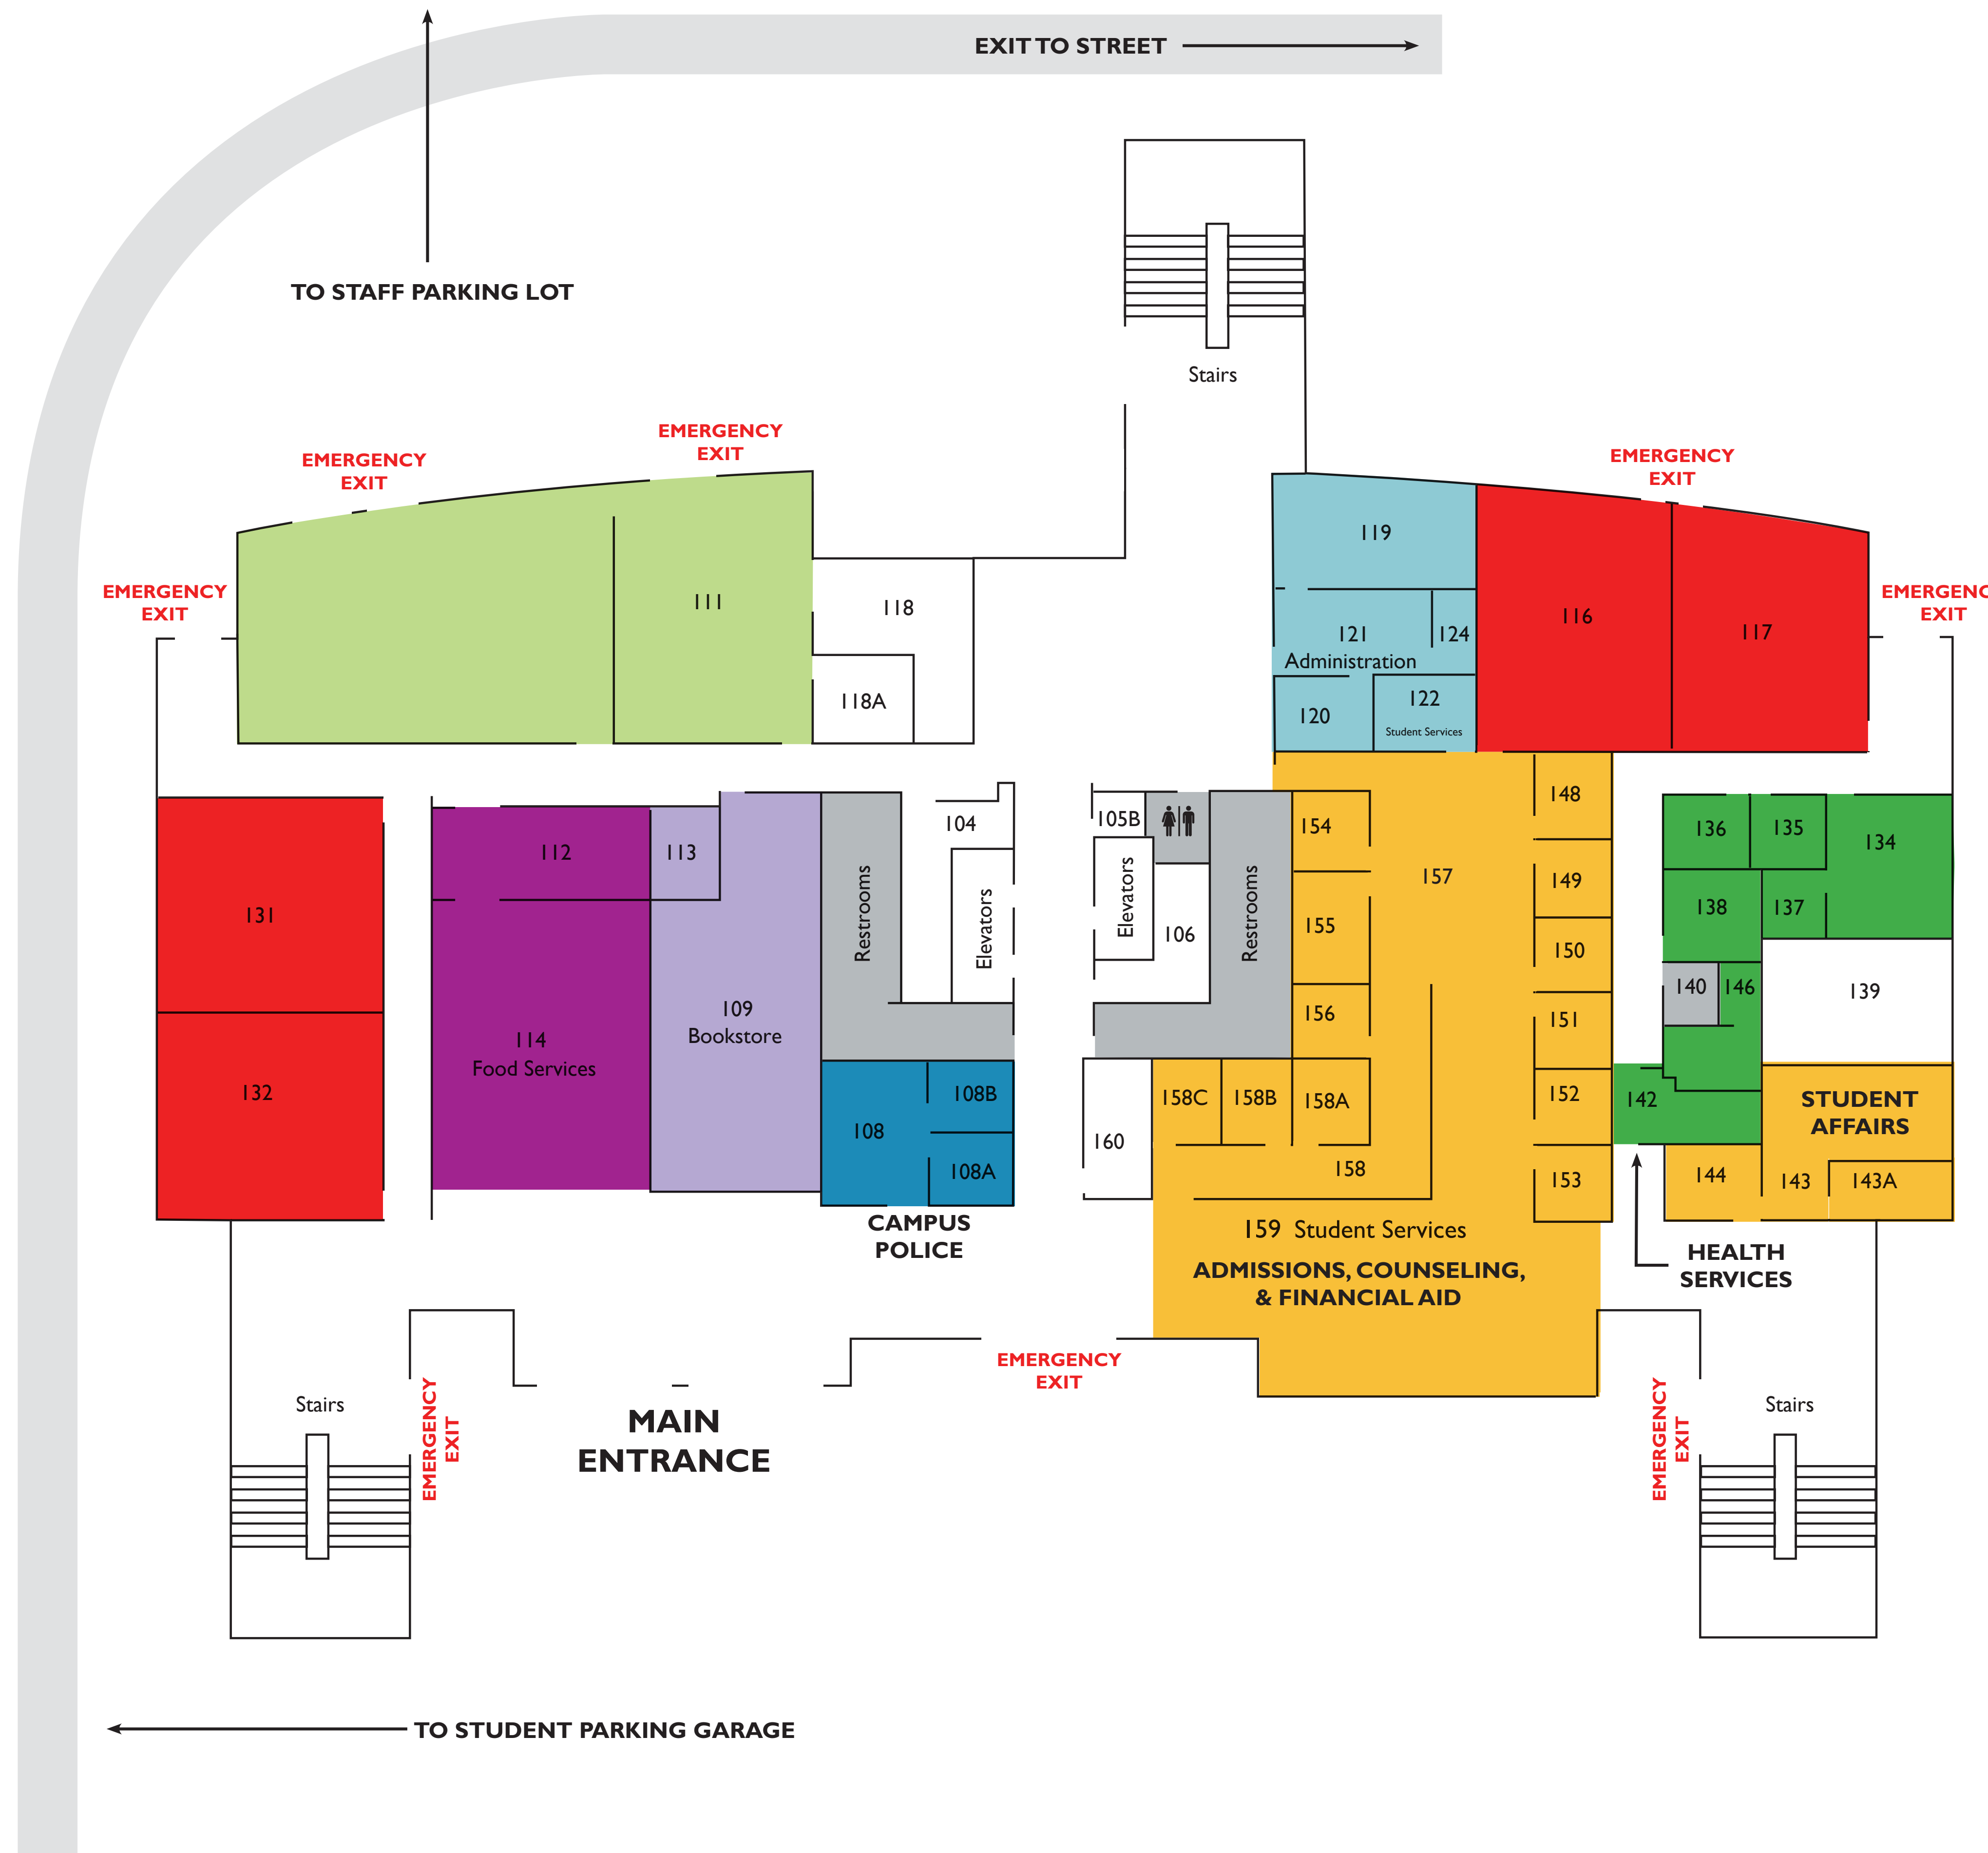 EXIT TO STREET
TO STAFF PARKING LOT
Stairs
EMERGENCY
EXIT
EMERGENCY
EXIT
EMERGENCY
EXIT
EMERGENCY
EXIT
EMERGENC
EXIT
111
118
118A
119
121
124
Administration
120
122
Student Services
116
117
131
132
112
113
114
Food Services
109
Bookstore
Restrooms
104
Elevators
105B
Elevators
106
Restrooms
108
108B
108A
CAMPUS
POLICE
154
155
156
157
148
149
150
151
152
153
158C
158B
158A
160
158
159 Student Services
ADMISSIONS, COUNSELING,
& FINANCIAL AID
136
135
134
138
137
140
146
139
142
STUDENT
AFFAIRS
144
143
143A
HEALTH
SERVICES
EMERGENCY
EXIT
Stairs
EMERGENCY
EXIT
MAIN
ENTRANCE
EMERGENCY
EXIT
Stairs
TO STUDENT PARKING GARAGE